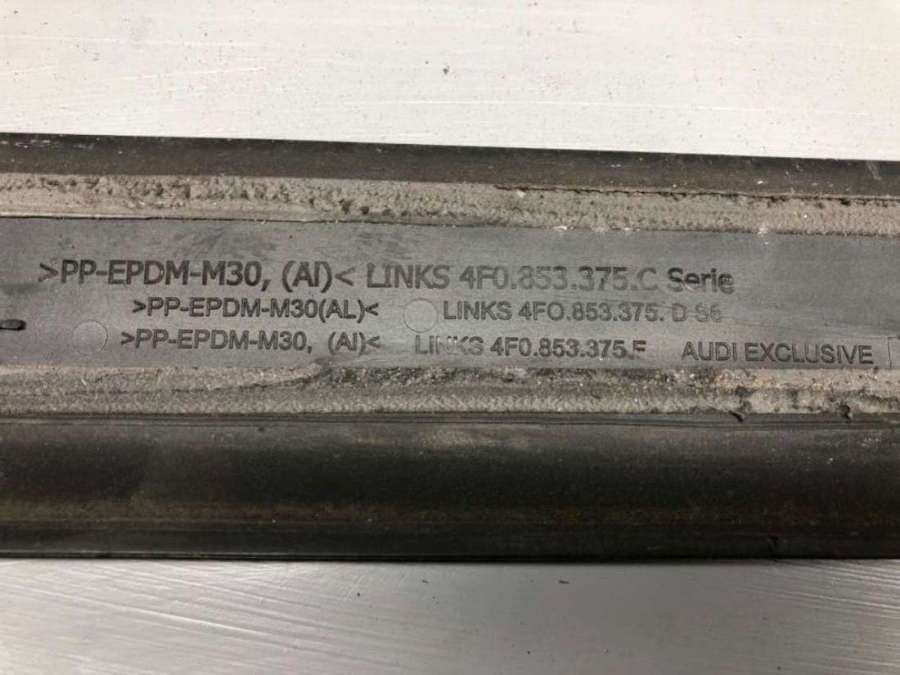 >PP-EPDM-M30, (AI)< LINKS 4F0.853.375.C Serie
>PP-EPDM-M30(AL)< LINKS 4FO.853.375. D S6
>PP-EPDM-M30, (AI)< LINKS 4F0.853.375.F AUDI EXCLUSIVE